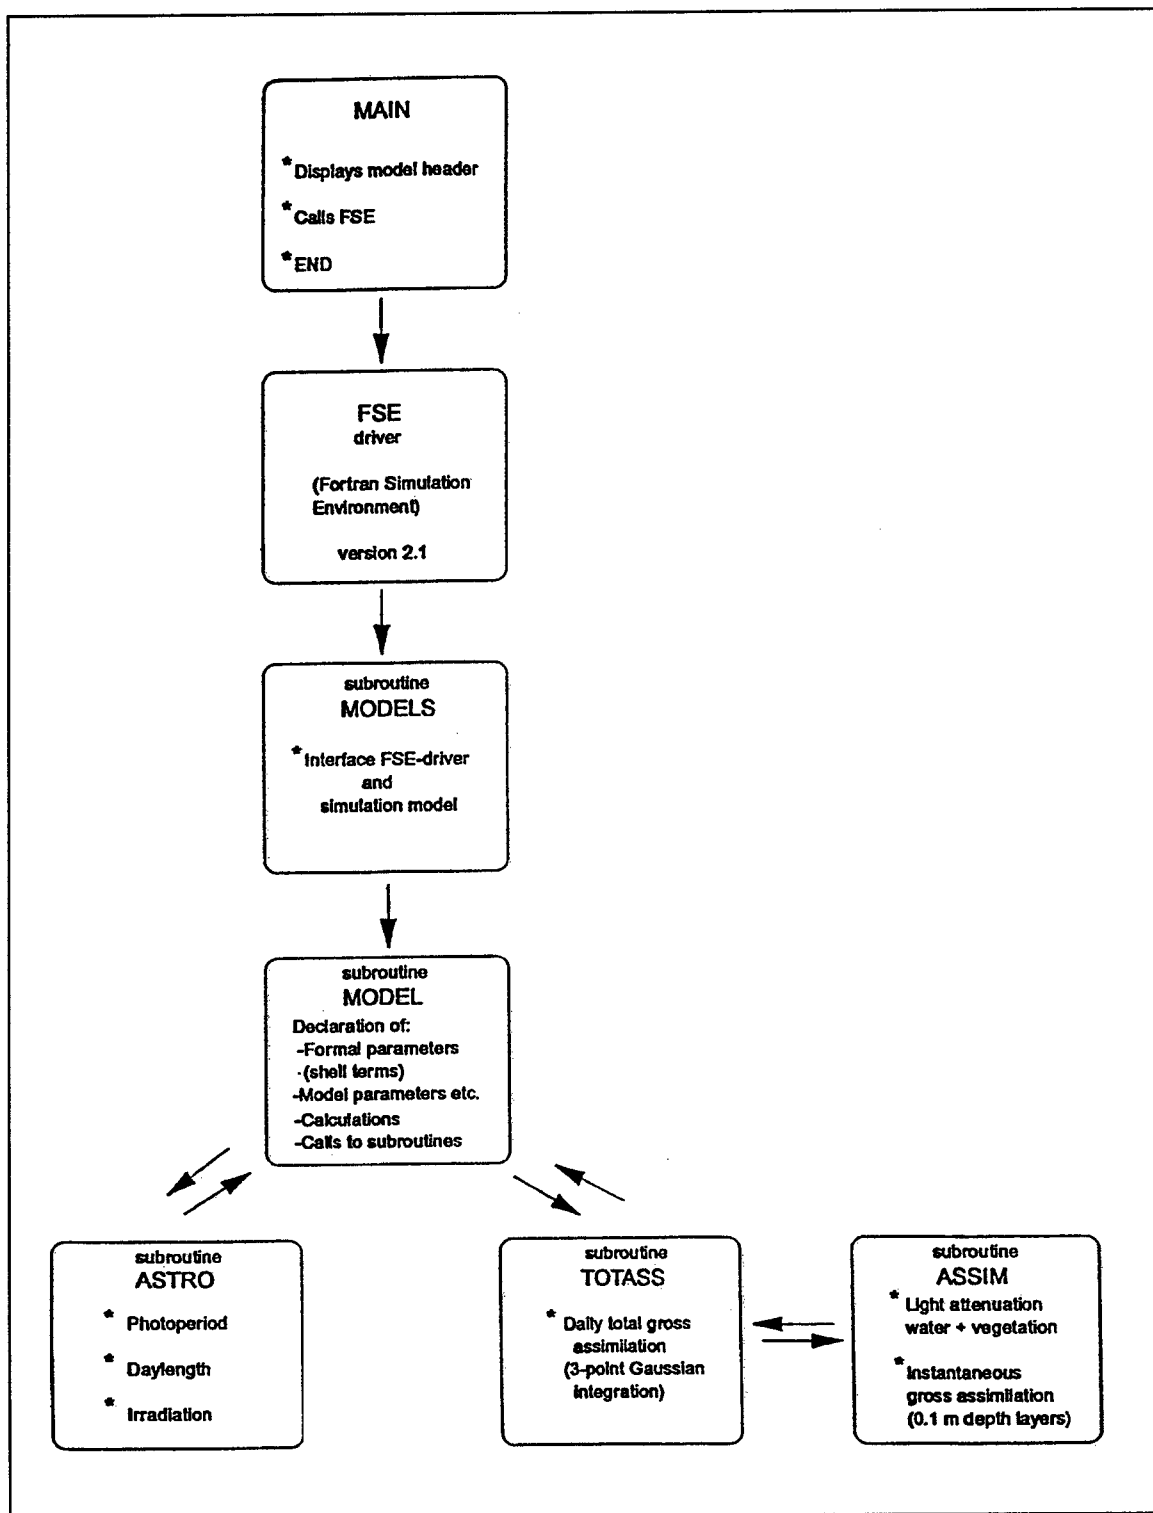 MAIN
* Displays model header
* Calls FSE
* END
FSE
driver
(Fortran Simulation
Environment)
version 2.1
subroutine
MODELS
* Interface FSE-driver
and
simulation model
subroutine
MODEL
Declaration of:
-Formal parameters
-(shell terms)
-Model parameters etc.
-Calculations
-Calls to subroutines
subroutine
ASTRO
* Photoperiod
* Daylength
* Irradiation
subroutine
TOTASS
* Daily total gross
assimilation
(3-point Gaussian
integration)
subroutine
ASSIM
* Light attenuation
water + vegetation
* Instantaneous
gross assimilation
(0.1 m depth layers)